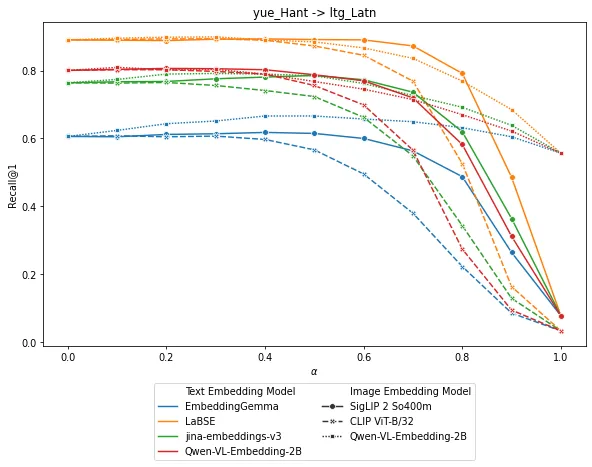 yue_Hant -> ltg_Latn
Recall@1
0.8
0.6
0.4
0.2
0.0
0.0 0.2 0.4 0.6 0.8 1.0
α
Text Embedding Model Image Embedding Model
EmbeddingGemma SigLIP 2 So400m
LaBSE CLIP ViT-B/32
jina-embeddings-v3 Qwen-VL-Embedding-2B
Qwen-VL-Embedding-2B